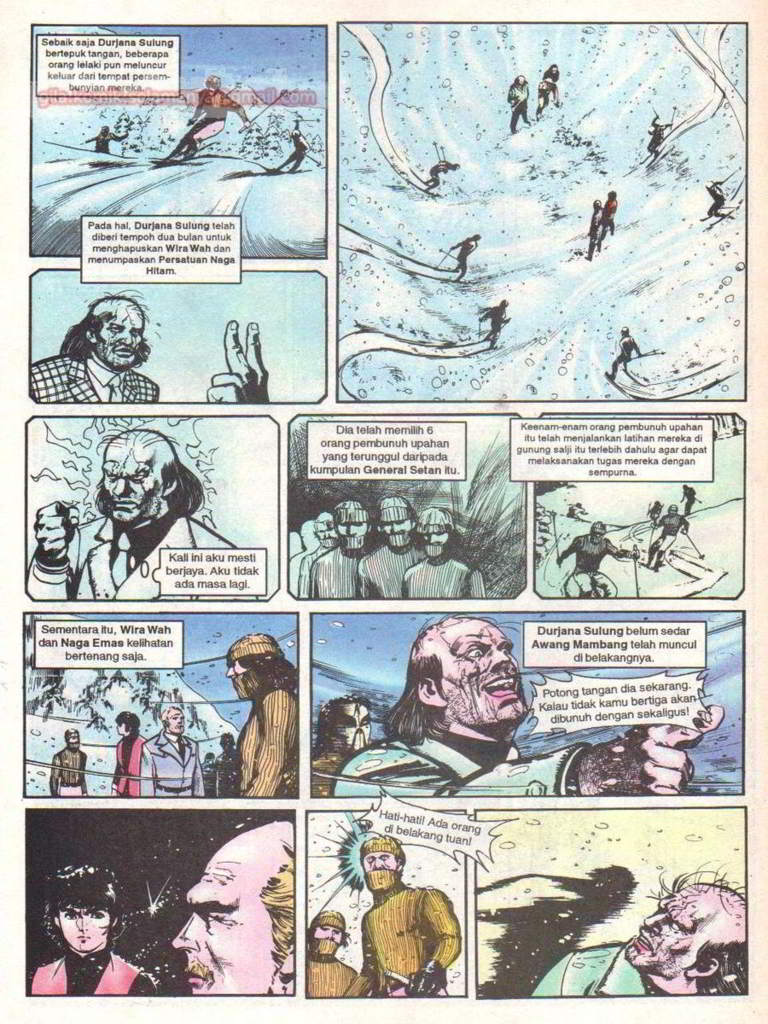 Sebaik saja Durjana Sulung
bertepuk tangan, beberapa
orang lelaki pun meluncur
keluar dari tempat persem-
bunyian mereka.
Pada hal, Durjana Sulung telah
diberi tempoh dua bulan untuk
menghapuskan Wira Wah dan
menumpaskan Persatuan Naga
Hitam.
Kali ini aku mesti
berjaya. Aku tidak
ada masa lagi.
Dia telah memilih 6
orang pembunuh upahan
yang terunggul daripada
kumpulan General Setan itu.
Keenam-enam orang pembunuh upahan
itu telah menjalankan latihan mereka di
gunung salji itu terlebih dahulu agar dapat
melaksanakan tugas mereka dengan
sempurna.
Sementara itu, Wira Wah
dan Naga Emas kelihatan
bertenang saja.
Durjana Sulung belum sedar
Awang Mambang telah muncul
di belakangnya.
Potong tangan dia sekarang.
Kalau tidak kamu bertiga akan
dibunuh dengan sekaligus!
Hati-hati! Ada orang
di belakang tuan!